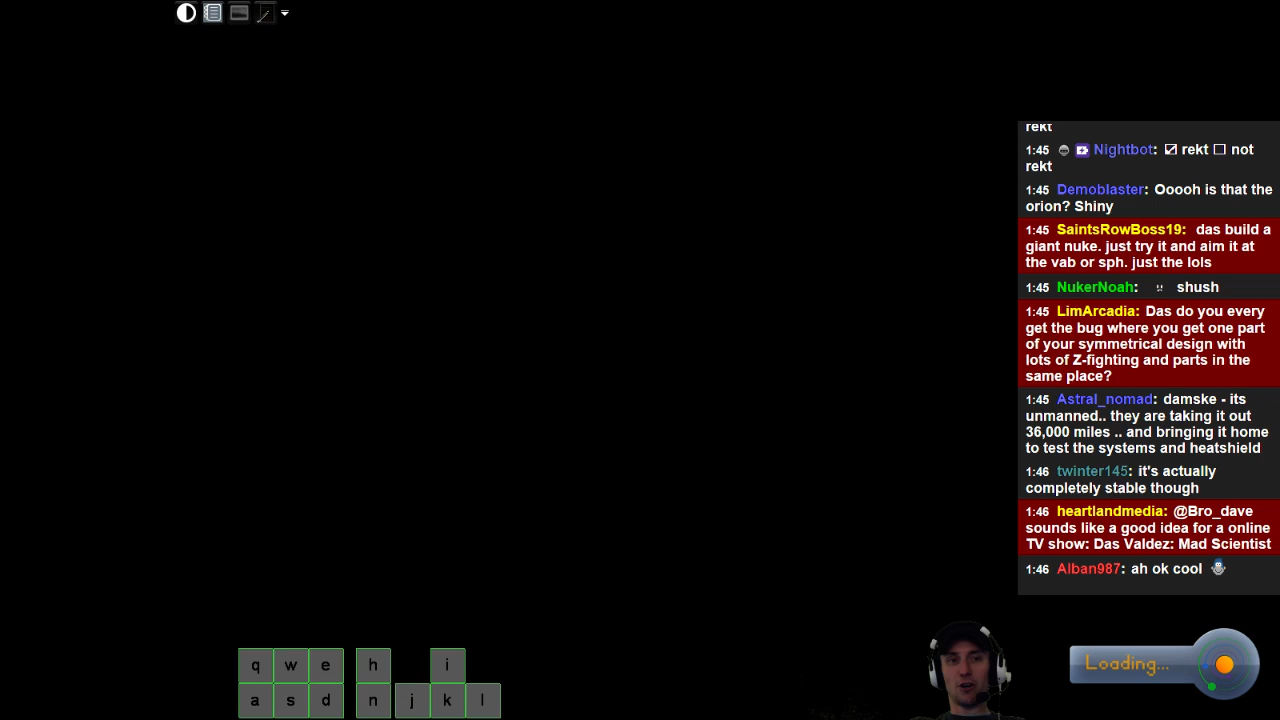 rekt
1:45 Nightbot: ☑ rekt ☐ not
rekt
1:45 Demoblaster: Ooooh is that the
orion? Shiny
1:45 SaintsRowBoss19: das build a
giant nuke. just try it and aim it at
the vab or sph. just the lols
1:45 NukerNoah: shush
1:45 LimArcadia: Das do you every
get the bug where you get one part
of your symmetrical design with
lots of Z-fighting and parts in the
same place?
1:45 Astral_nomad: damske - its
unmanned.. they are taking it out
36,000 miles .. and bringing it home
to test the systems and heatshield
1:46 twinter145: it's actually
completely stable though
1:46 heartlandmedia: @Bro_dave
sounds like a good idea for a online
TV show: Das Valdez: Mad Scientist
1:46 Alban987: ah ok cool
q w e h i
a s d n j k l
Loading...